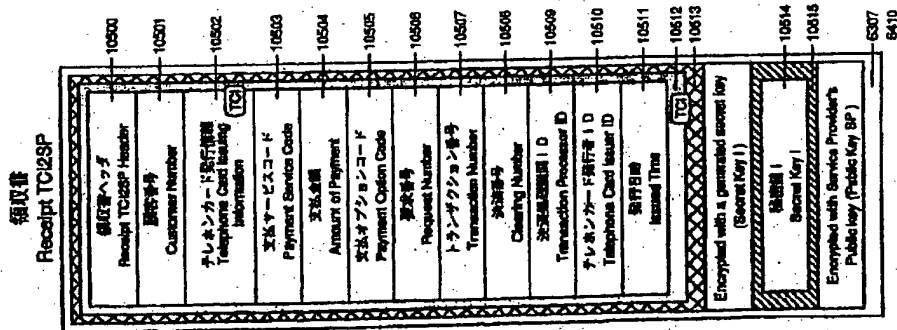 領収書
Receipt TCI2SP
領収書ヘッダ
Receipt TCI2SP Header
顧客番号
Customer Number
テレホンカード発行情報
Telephone Card Issuing
Information
TCI
支払サービスコード
Payment Service Code
支払金額
Amount of Payment
支払オプションコード
Payment Option Code
要求番号
Request Number
トランザクション番号
Transaction Number
決済番号
Clearing Number
決済処理機関ID
Transaction Processor ID
テレホンカード発行者ID
Telephone Card Issuer ID
発行日時
Issued Time
TCI
Encrypted with a generated secret key
(Secret Key I)
秘密鍵 I
Secret Key I
Encrypted with Service Provider's
Public key (Public Key SP)
10500
10501
10502
10503
10504
10505
10506
10507
10508
10509
10510
10511
10512
10513
10514
10515
6307
6410